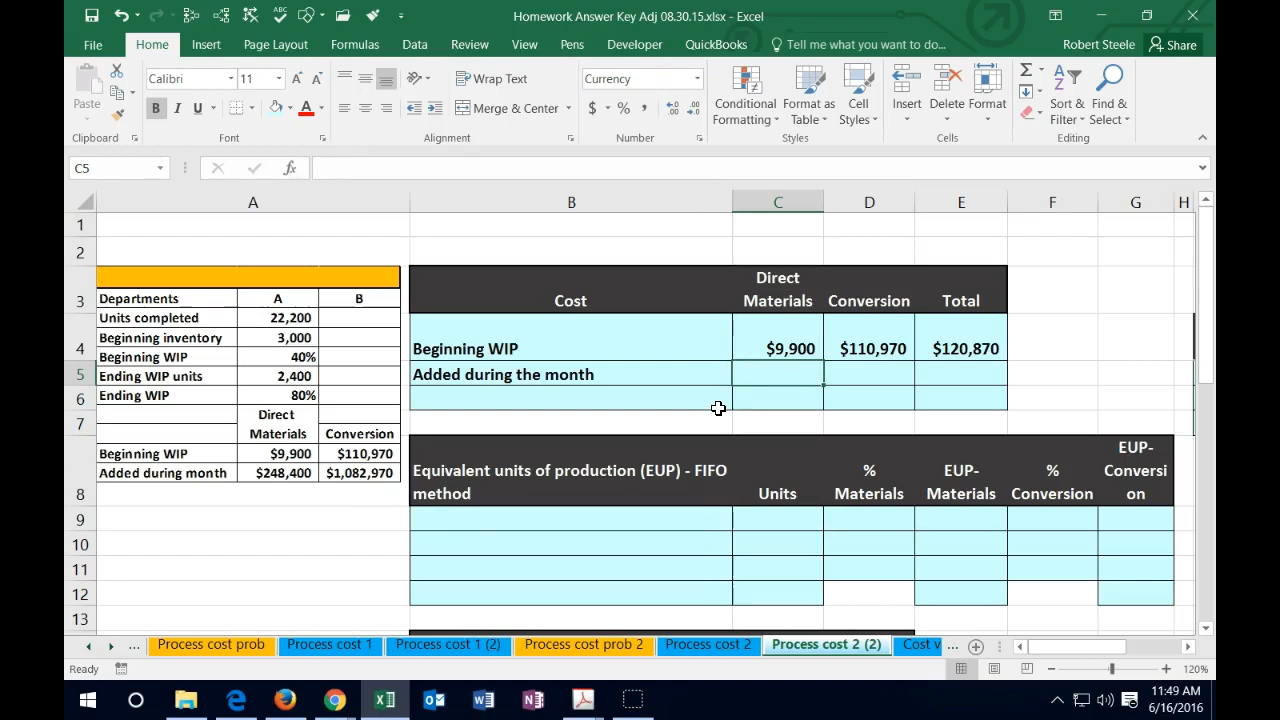 Homework Answer Key Adj 08.30.15.xlsx - Excel
File Home Insert Page Layout Formulas Data Review View Pens Developer QuickBooks Tell me what you want to do... Robert Steele Share
Paste
Calibri 11
B I U A
Wrap Text
Merge & Center
Currency
$ % ,
Conditional Formatting
Format as Table
Cell Styles
Insert Delete Format
Sort & Filter
Find & Select
Clipboard Font Alignment Number Styles Cells Editing
C5 fx
A B C D E F G H
1
2
3
4
5
6
7
8
9
10
11
12
13
Departments A B
Units completed 22,200
Beginning inventory 3,000
Beginning WIP 40%
Ending WIP units 2,400
Ending WIP 80%
Direct
Materials Conversion
Beginning WIP $9,900 $110,970
Added during month $248,400 $1,082,970
Direct
Cost Materials Conversion Total
Beginning WIP $9,900 $110,970 $120,870
Added during the month
Equivalent units of production (EUP) - FIFO
method Units
%
Materials
EUP-
Materials
%
Conversion
EUP-
Conversi
on
... Process cost prob Process cost 1 Process cost 1 (2) Process cost prob 2 Process cost 2 Process cost 2 (2) Cost v ...
Ready 120%
11:49 AM
6/16/2016